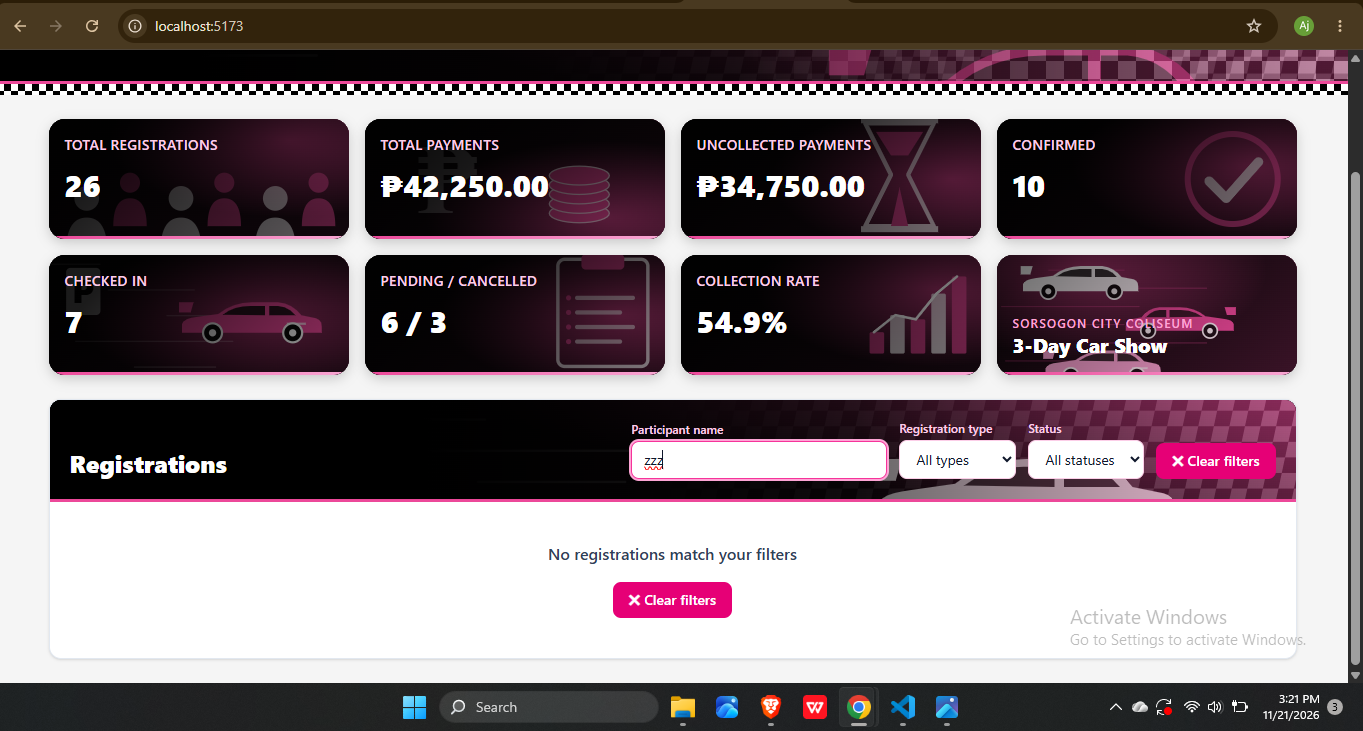 localhost:5173
Aj
TOTAL REGISTRATIONS
26
TOTAL PAYMENTS
₱42,250.00
UNCOLLECTED PAYMENTS
₱34,750.00
CONFIRMED
10
CHECKED IN
7
PENDING / CANCELLED
6 / 3
COLLECTION RATE
54.9%
SORSOGON CITY COLISEUM
3-Day Car Show
Registrations
Participant name
zzz
Registration type
All types
Status
All statuses
Clear filters
No registrations match your filters
Clear filters
Activate Windows
Go to Settings to activate Windows.
Search
3:21 PM
11/21/2026
3